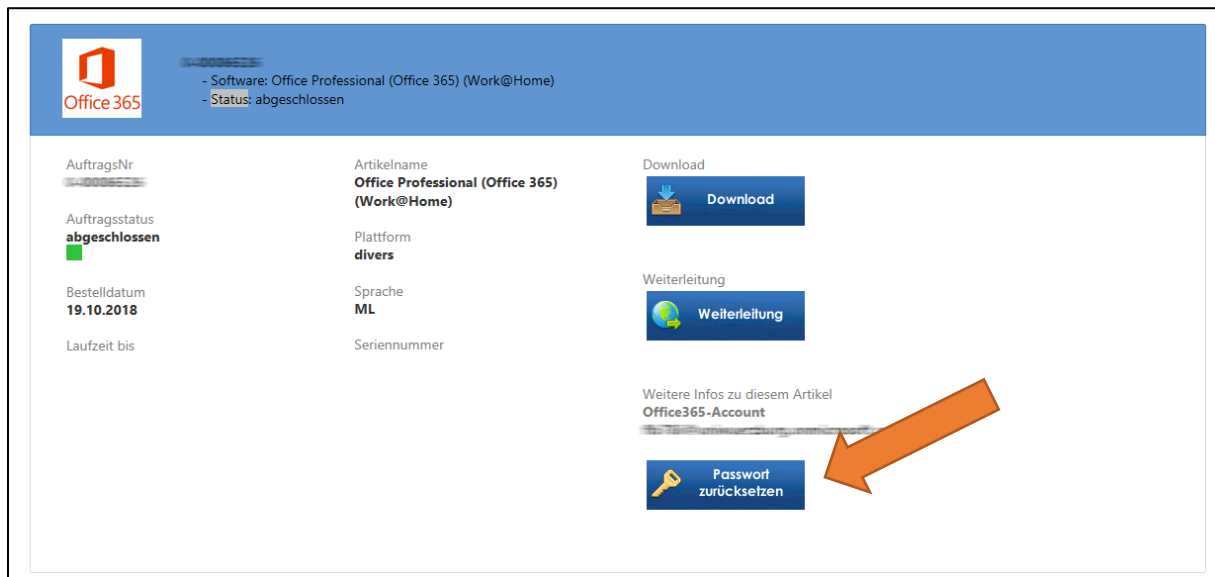 Office 365
- Software: Office Professional (Office 365) (Work@Home)
- Status: abgeschlossen
AuftragsNr
Auftragsstatus
abgeschlossen
Bestelldatum
19.10.2018
Laufzeit bis
Artikelname
Office Professional (Office 365)
(Work@Home)
Plattform
divers
Sprache
ML
Seriennummer
Download
Download
Weiterleitung
Weiterleitung
Weitere Infos zu diesem Artikel
Office365-Account
Passwort
zurücksetzen